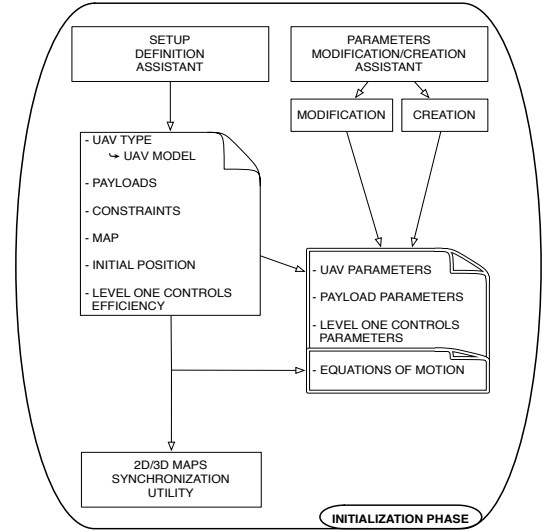 SETUP
DEFINITION
ASSISTANT
PARAMETERS
MODIFICATION/CREATION
ASSISTANT
MODIFICATION
CREATION
- UAV TYPE
↪ UAV MODEL
- PAYLOADS
- CONSTRAINTS
- MAP
- INITIAL POSITION
- LEVEL ONE CONTROLS
EFFICIENCY
- UAV PARAMETERS
- PAYLOAD PARAMETERS
- LEVEL ONE CONTROLS
PARAMETERS
- EQUATIONS OF MOTION
2D/3D MAPS
SYNCHRONIZATION
UTILITY
INITIALIZATION PHASE